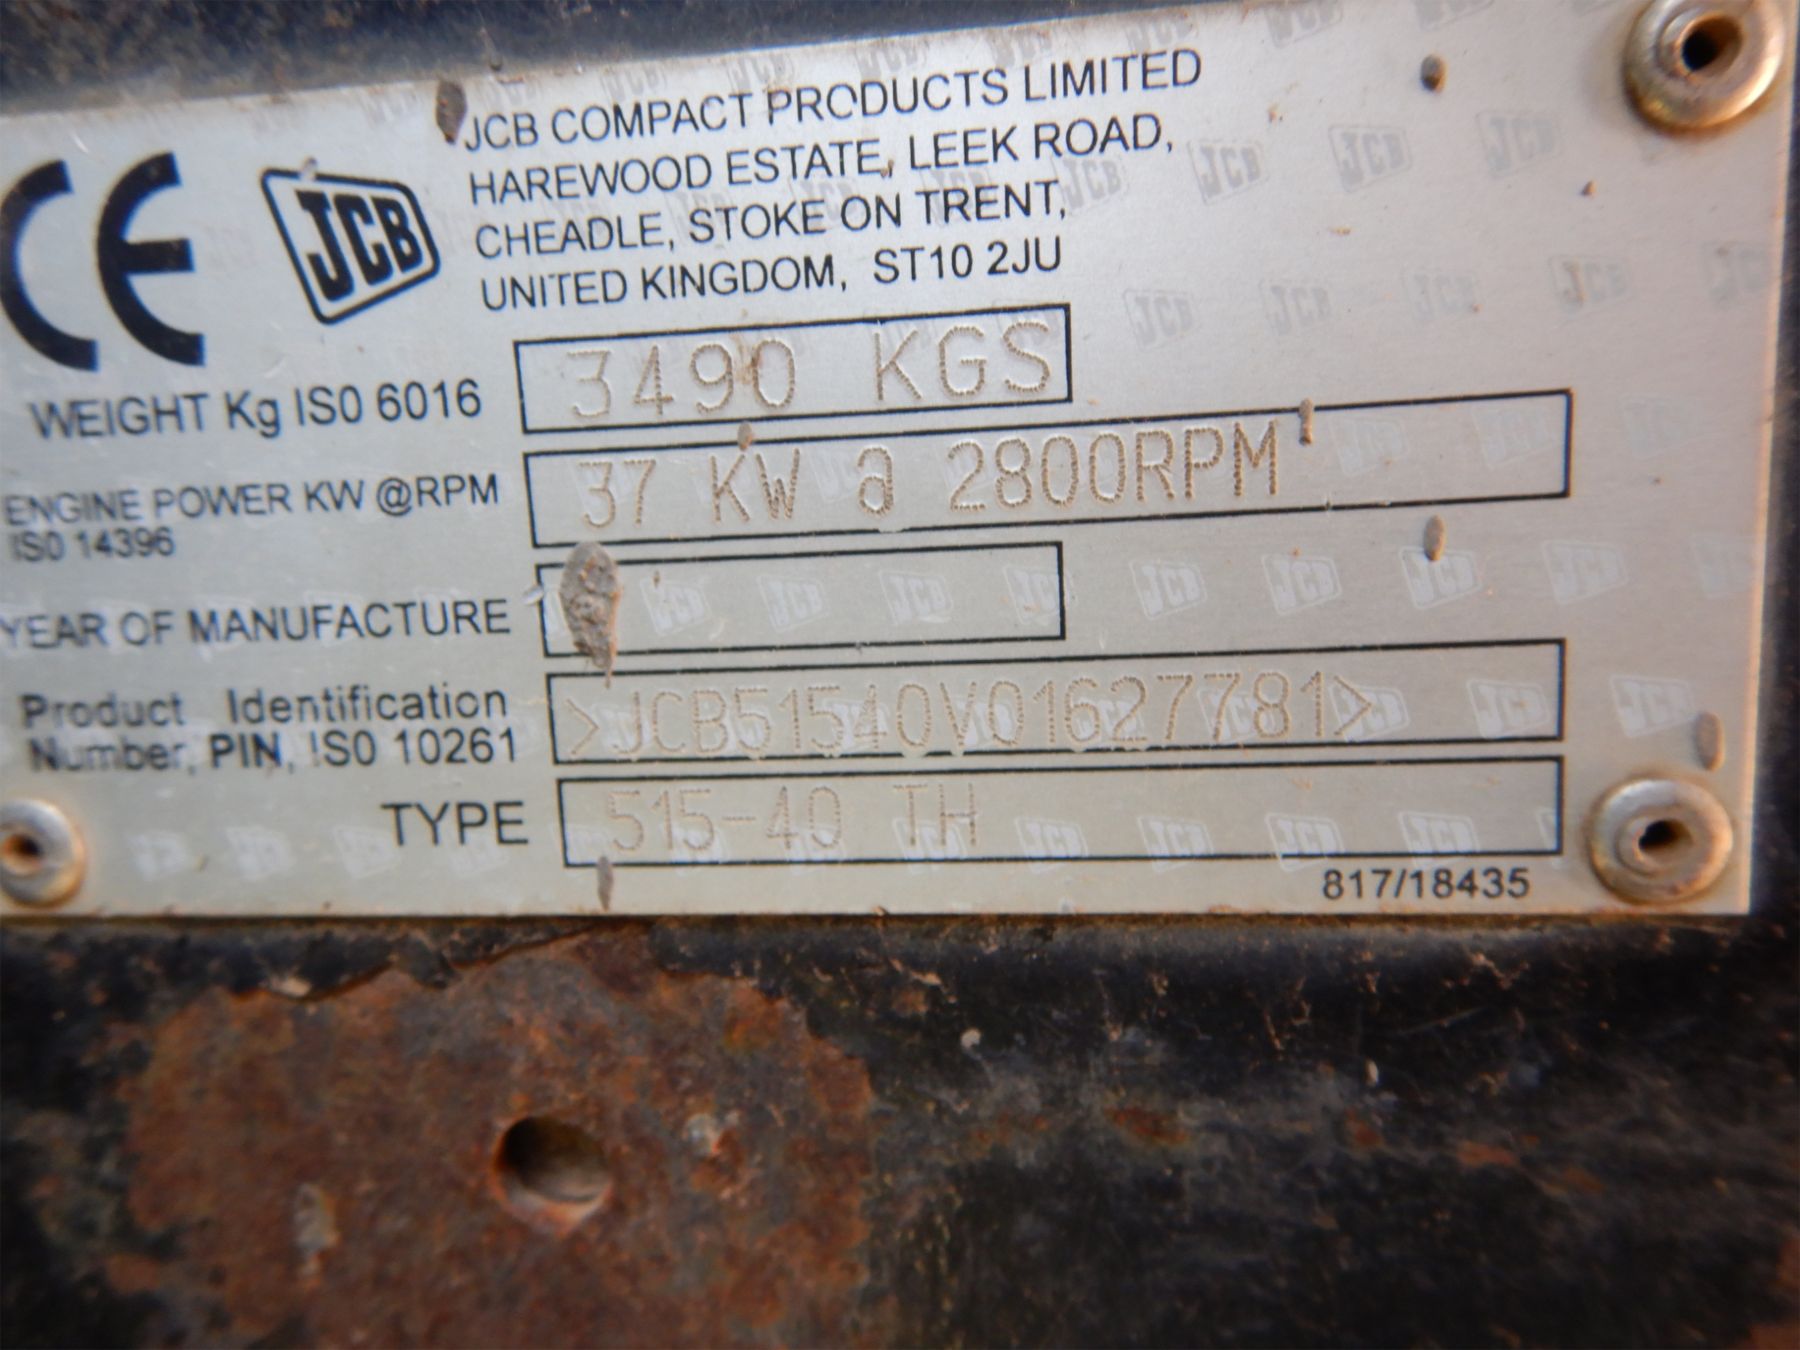 CE JCB
JCB COMPACT PRODUCTS LIMITED
HAREWOOD ESTATE, LEEK ROAD,
CHEADLE, STOKE ON TRENT,
UNITED KINGDOM, ST10 2JU
WEIGHT Kg ISO 6016 3490 KGS
ENGINE POWER KW @RPM 37 KW @ 2800RPM
ISO 14396
YEAR OF MANUFACTURE
Product Identification
Number, PIN, ISO 10261 >JCB51540V01627781>
TYPE 515-40 TH
817/18435